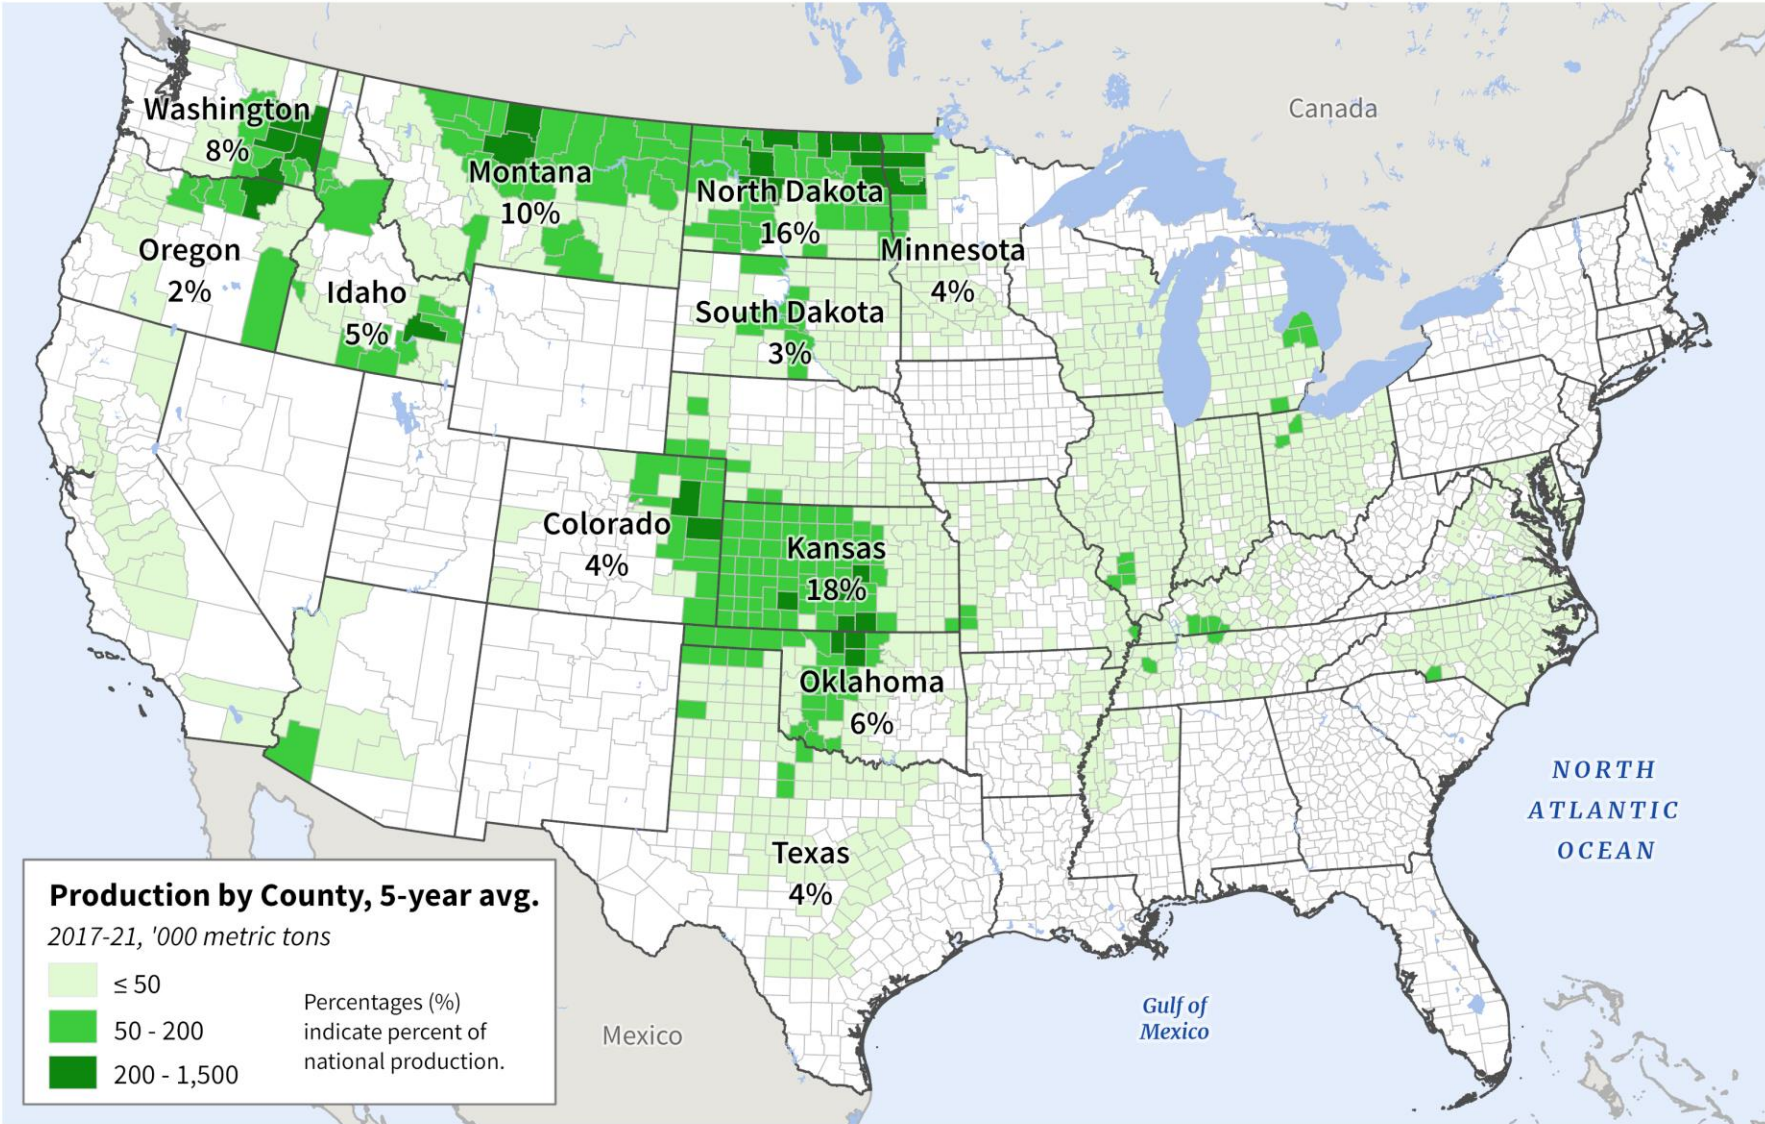 Canada
Washington
8%
Montana
10%
North Dakota
16%
Minnesota
4%
Oregon
2%
Idaho
5%
South Dakota
3%
Colorado
4%
Kansas
18%
Oklahoma
6%
Texas
4%
NORTH
ATLANTIC
OCEAN
Gulf of
Mexico
Mexico
Production by County, 5-year avg.
2017-21, '000 metric tons
≤ 50
50 - 200
200 - 1,500
Percentages (%)
indicate percent of
national production.